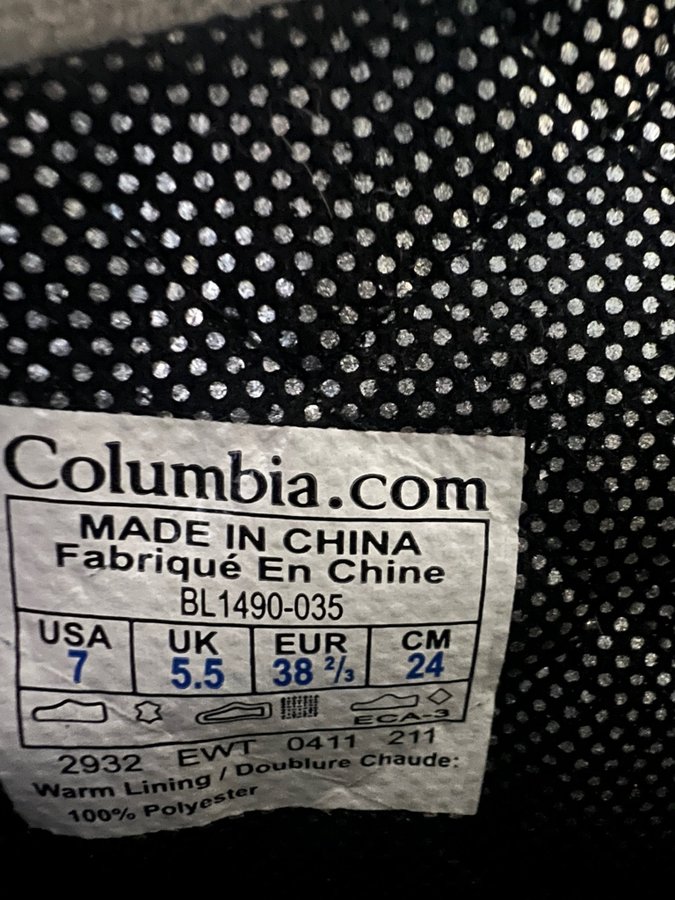 Columbia.com
MADE IN CHINA
Fabriqué En Chine
BL1490-035
USA UK EUR CM
7 5.5 38 2/3 24
ECA-3
2932 EWT 0411 211
Warm Lining / Doublure Chaude:
100% Polyester